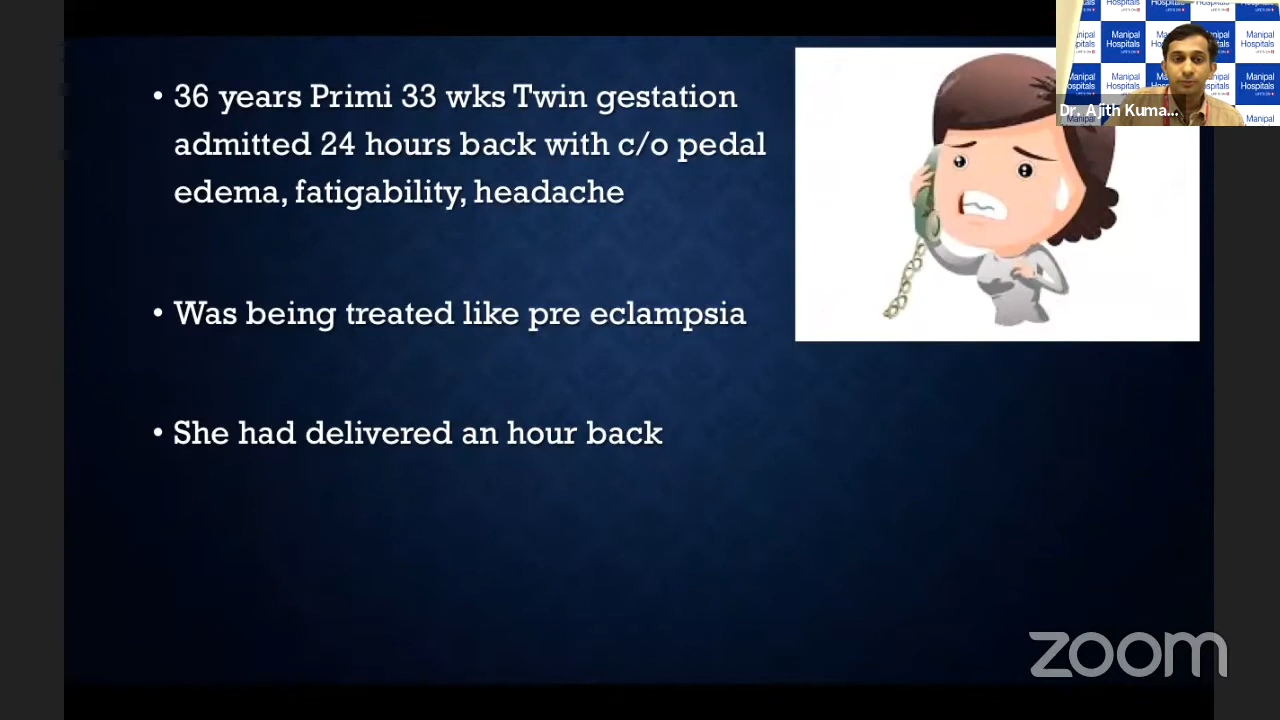 • 36 years Primi 33 wks Twin gestation
admitted 24 hours back with c/o pedal
edema, fatigability, headache
• Was being treated like pre eclampsia
• She had delivered an hour back
Manipal
Hospitals
Dr. Ajith Kuma...
zoom